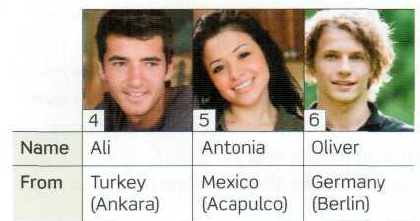 4 5 6
Name Ali Antonia Oliver
From Turkey Mexico Germany
(Ankara) (Acapulco) (Berlin)